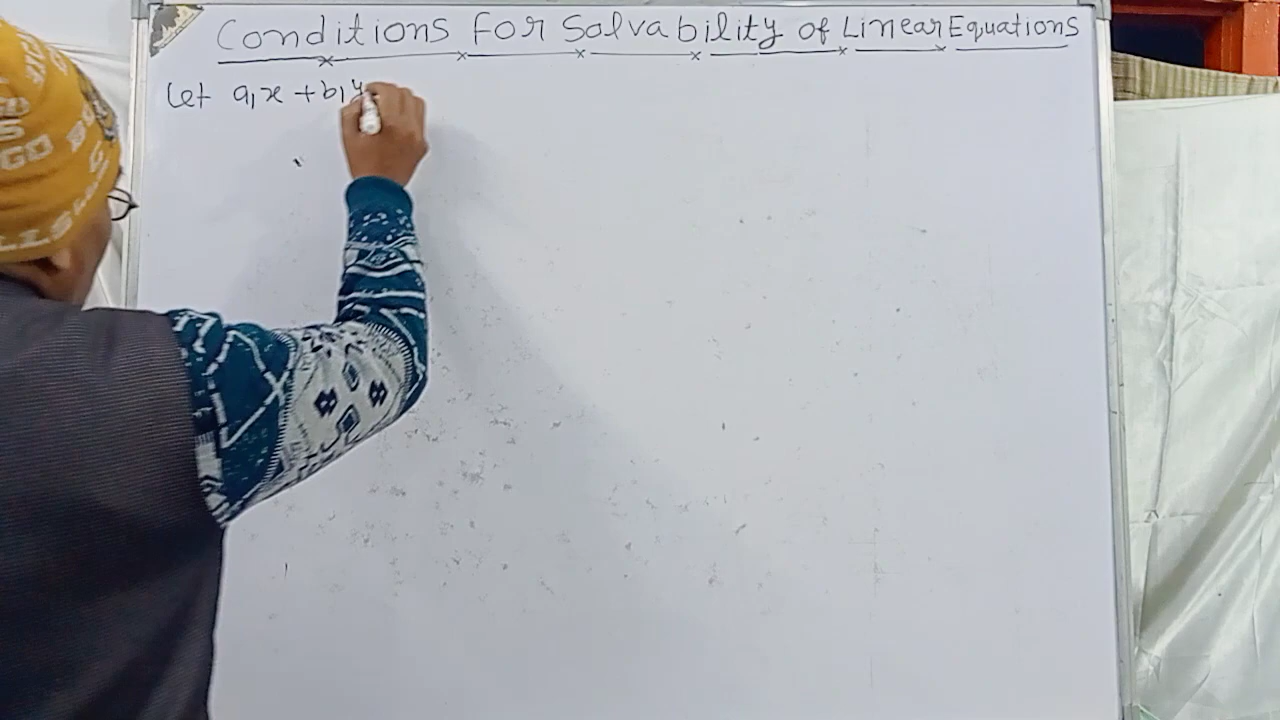 Conditions For Solvability of Linear Equations
Let a₁x + b₁y